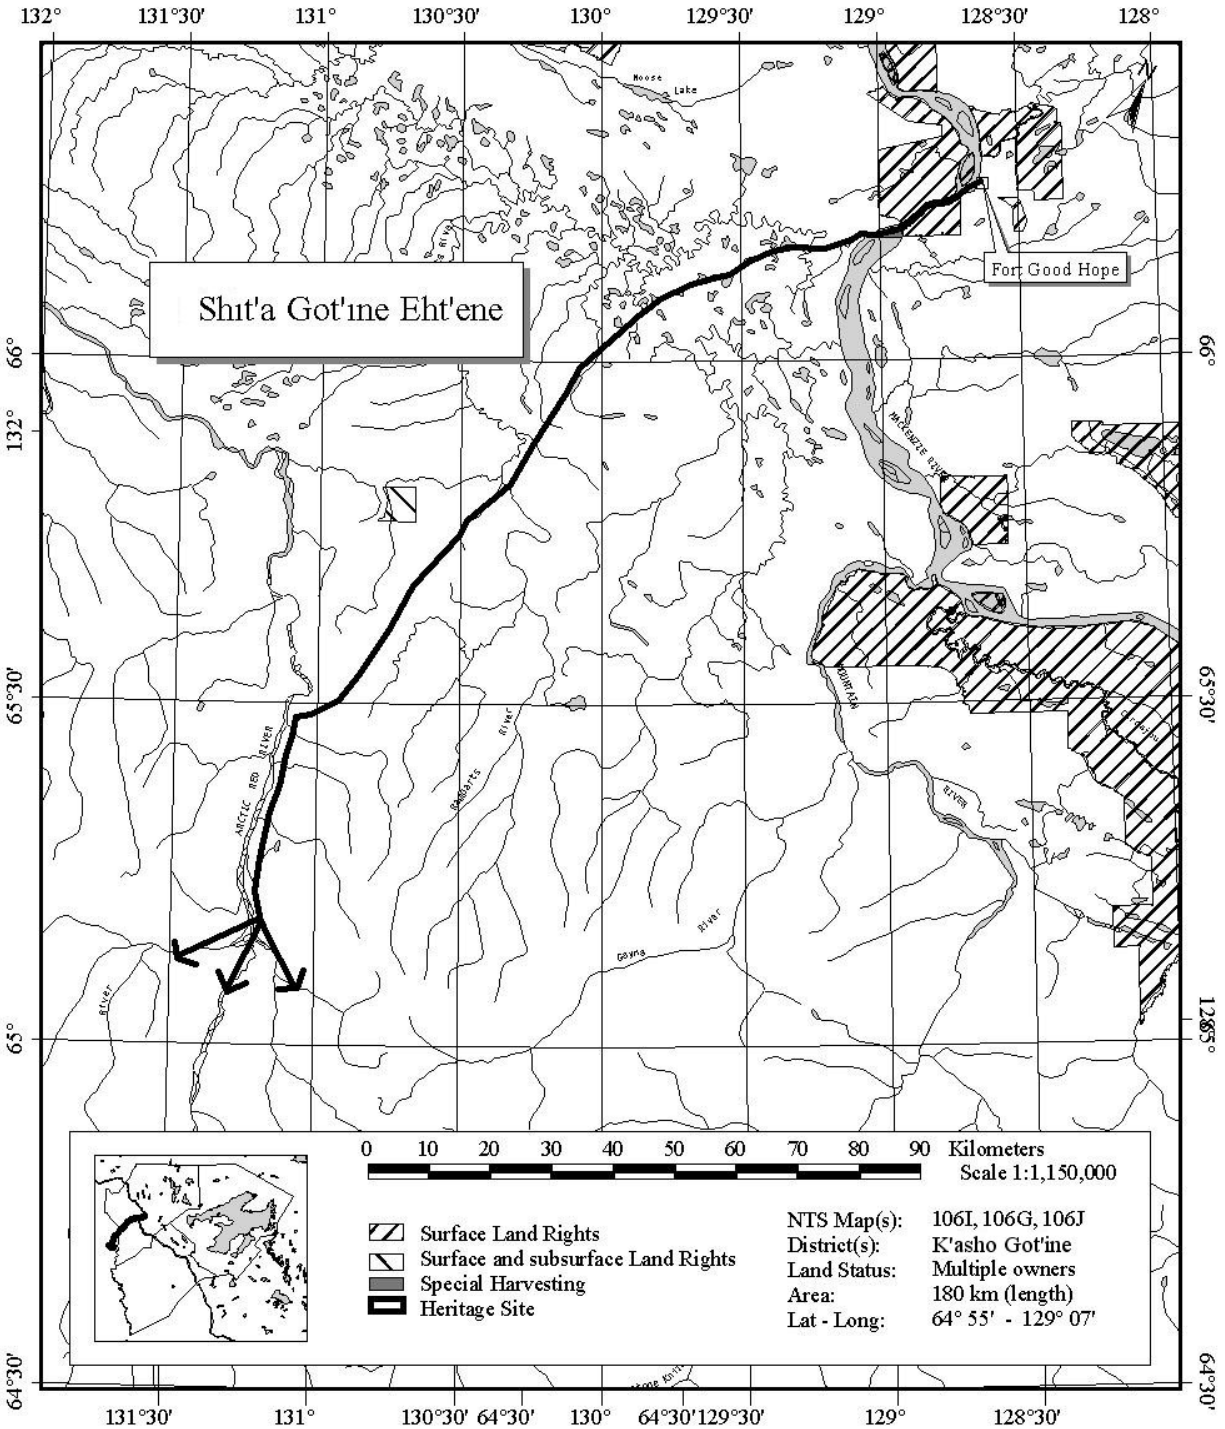 132° 131°30' 131° 130°30' 130° 129°30' 129° 128°30' 128°
Moose
Lake
Fort Good Hope
Shıt'a Got'ıne Eht'ene
66°
66°
132°
MACKENZIE RIVER
65°30'
65°30'
MOUNTAIN
RIVER
ARCTIC RED RIVER
Ramparts River
Gayna River
River
65°
65°
128°
0 10 20 30 40 50 60 70 80 90 Kilometers
Scale 1:1,150,000
Surface Land Rights
Surface and subsurface Land Rights
Special Harvesting
Heritage Site
NTS Map(s): 106I, 106G, 106J
District(s): K'asho Got'ine
Land Status: Multiple owners
Area: 180 km (length)
Lat - Long: 64° 55' - 129° 07'
64°30'
64°30'
131°30' 131° 130°30' 64°30' 130° 64°30' 129°30' 129° 128°30'